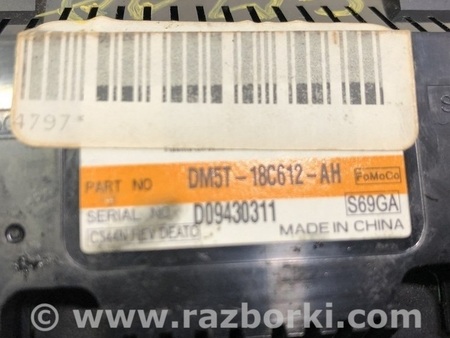 4797*
PART NO DM5T-18C612-AH FoMoCo
SERIAL NO. D09430311 S69GA
MADE IN CHINA
© www.razborki.com